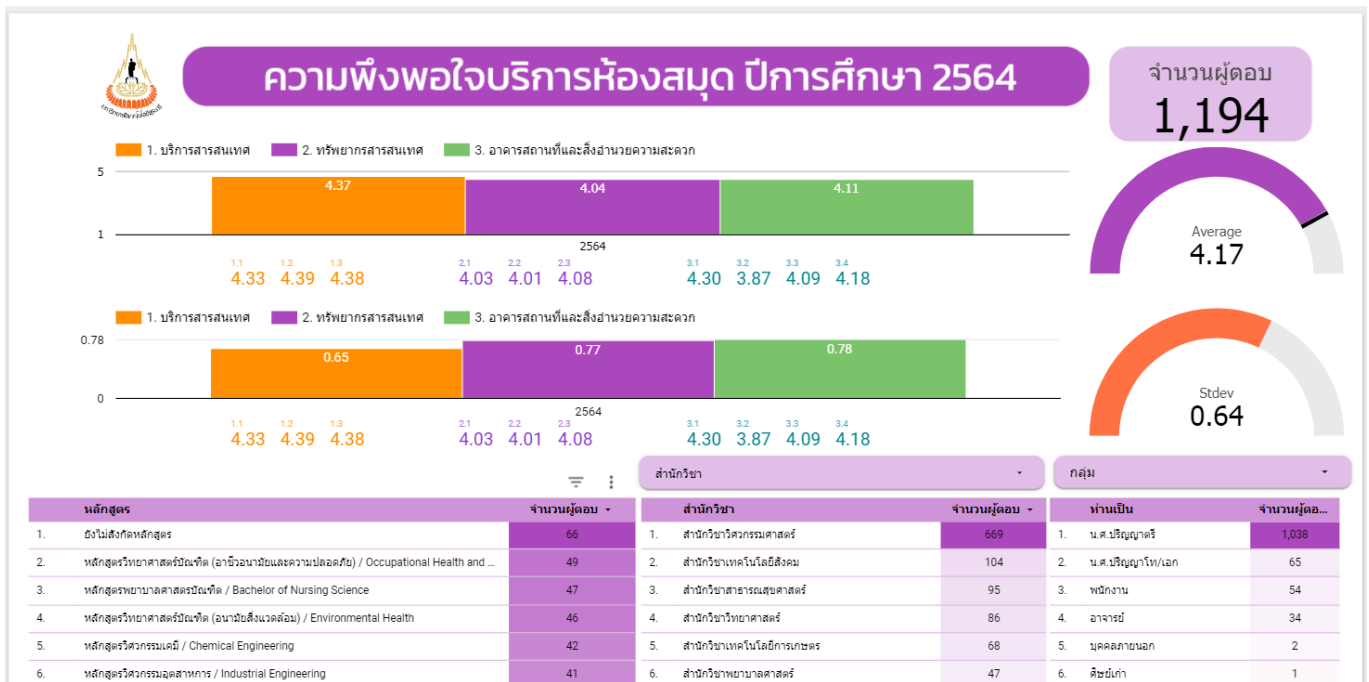 ความพึงพอใจบริการห้องสมุด ปีการศึกษา 2564
จำนวนผู้ตอบ
1,194
1. บริการสารสนเทศ 2. ทรัพยากรสารสนเทศ 3. อาคารสถานที่และสิ่งอำนวยความสะดวก
5
4.37 4.04 4.11
1
2564
1.1 1.2 1.3 2.1 2.2 2.3 3.1 3.2 3.3 3.4
4.33 4.39 4.38 4.03 4.01 4.08 4.30 3.87 4.09 4.18
Average
4.17
1. บริการสารสนเทศ 2. ทรัพยากรสารสนเทศ 3. อาคารสถานที่และสิ่งอำนวยความสะดวก
0.78
0.65 0.77 0.78
0
2564
1.1 1.2 1.3 2.1 2.2 2.3 3.1 3.2 3.3 3.4
4.33 4.39 4.38 4.03 4.01 4.08 4.30 3.87 4.09 4.18
Stdev
0.64
สำนักวิชา
กลุ่ม
หลักสูตร จำนวนผู้ตอบ
1. ยังไม่สังกัดหลักสูตร 66
2. หลักสูตรวิทยาศาสตร์บัณฑิต (อาชีวอนามัยและความปลอดภัย) / Occupational Health and ... 49
3. หลักสูตรพยาบาลศาสตรบัณฑิต / Bachelor of Nursing Science 47
4. หลักสูตรวิทยาศาสตร์บัณฑิต (อนามัยสิ่งแวดล้อม) / Environmental Health 46
5. หลักสูตรวิศวกรรมเคมี / Chemical Engineering 42
6. หลักสูตรวิศวกรรมอุตสาหการ / Industrial Engineering 41
สำนักวิชา จำนวนผู้ตอบ
1. สำนักวิชาวิศวกรรมศาสตร์ 669
2. สำนักวิชาเทคโนโลยีสังคม 104
3. สำนักวิชาสาธารณสุขศาสตร์ 95
4. สำนักวิชาวิทยาศาสตร์ 86
5. สำนักวิชาเทคโนโลยีการเกษตร 68
6. สำนักวิชาพยาบาลศาสตร์ 47
ท่านเป็น จำนวนผู้ตอ...
1. น.ศ.ปริญญาตรี 1,038
2. น.ศ.ปริญญาโท/เอก 65
3. พนักงาน 54
4. อาจารย์ 34
5. บุคคลภายนอก 2
6. ศิษย์เก่า 1